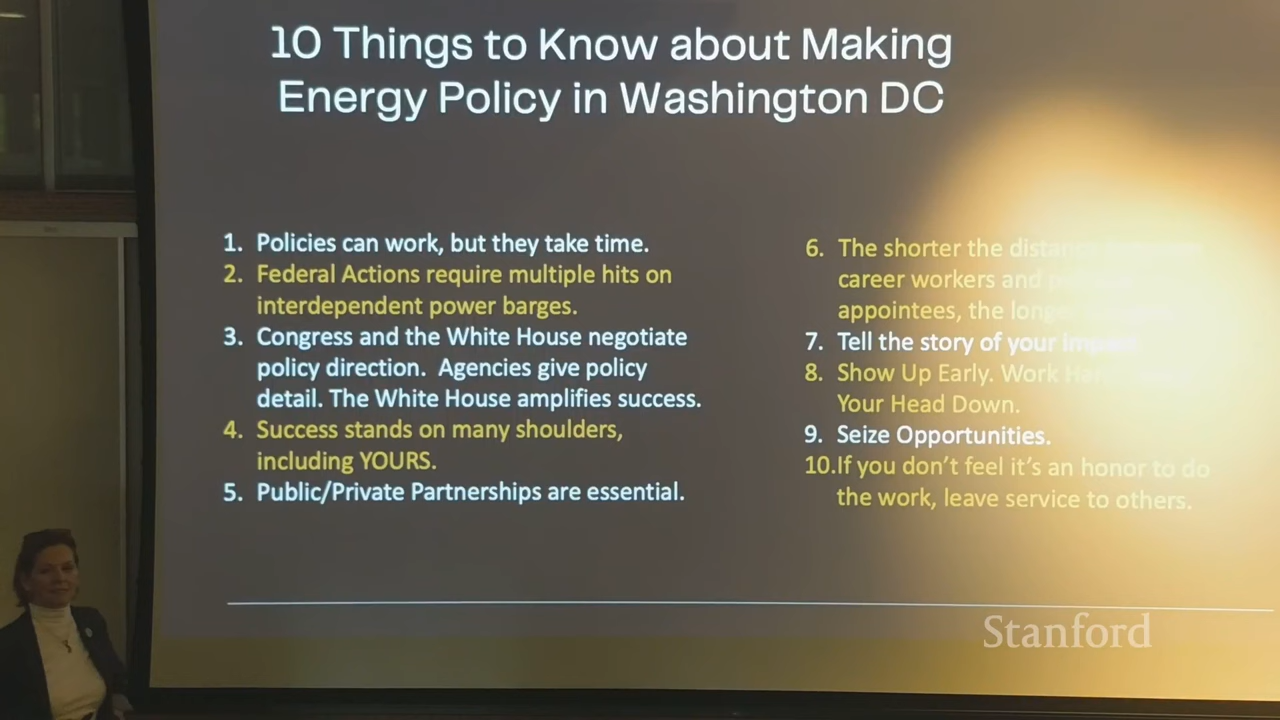 10 Things to Know about Making
Energy Policy in Washington DC
1. Policies can work, but they take time.
2. Federal Actions require multiple hits on
interdependent power barges.
3. Congress and the White House negotiate
policy direction. Agencies give policy
detail. The White House amplifies success.
4. Success stands on many shoulders,
including YOURS.
5. Public/Private Partnerships are essential.
6. The shorter the distance
career workers and
appointees, the longer
7. Tell the story of your
8. Show Up Early. Work
Your Head Down.
9. Seize Opportunities.
10.If you don't feel it's an honor to do
the work, leave service to others.
Stanford